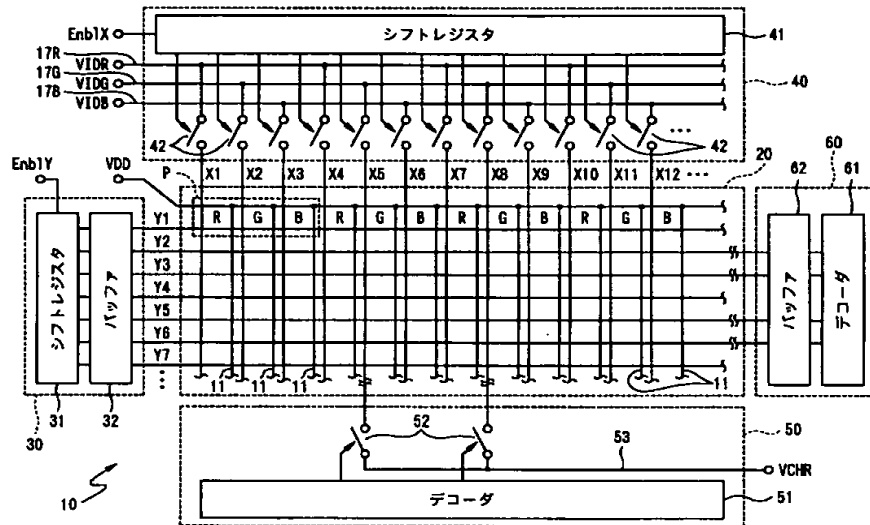 EnblX
シフトレジスタ
41
17R
VIDR
17G
VIDG
40
17B
VIDB
42
42
EnblY
VDD
P
X1 X2 X3 X4 X5 X6 X7 X8 X9 X10 X11 X12 ･･･
20
60
62
61
R G B R G B R G B R G B
Y1
Y2
Y3
Y4
Y5
Y6
Y7
シフトレジスタ
バッファ
バッファ
デコーダ
11
11
11
11
30
31
32
52
53
50
VCHR
デコーダ
51
10